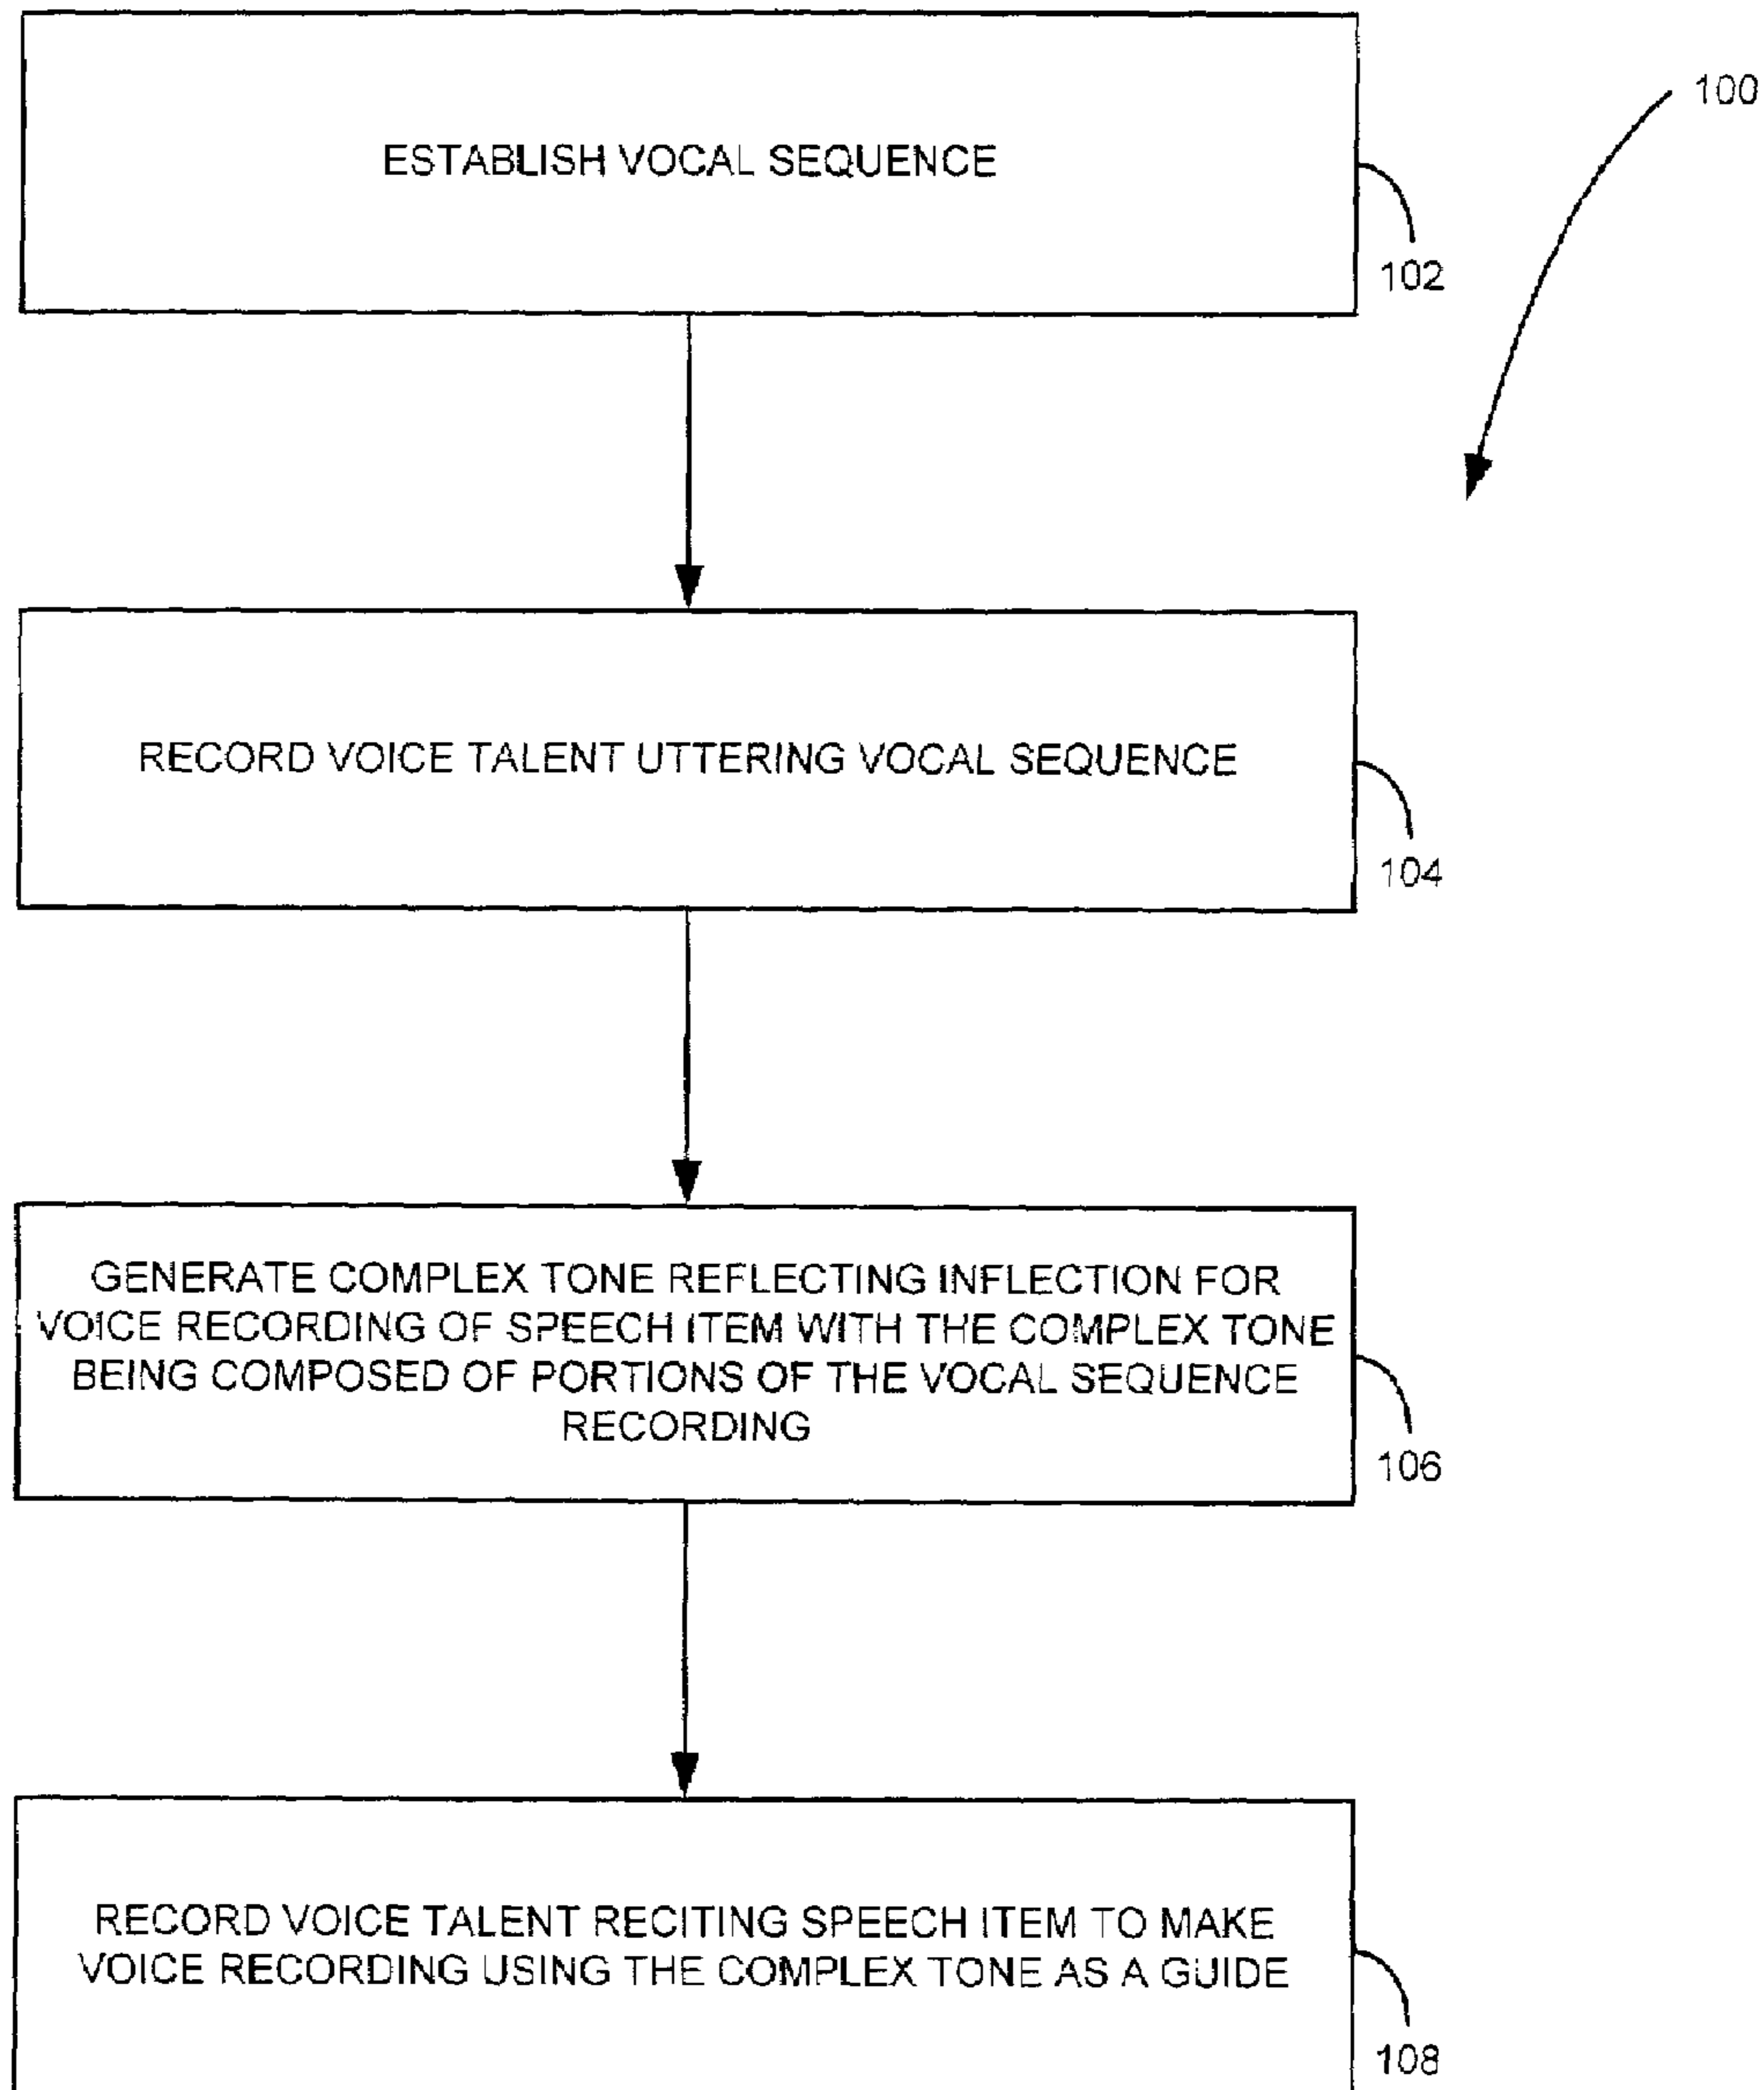 100
ESTABLISH VOCAL SEQUENCE
102
RECORD VOICE TALENT UTTERING VOCAL SEQUENCE
104
GENERATE COMPLEX TONE REFLECTING INFLECTION FOR
VOICE RECORDING OF SPEECH ITEM WITH THE COMPLEX TONE
BEING COMPOSED OF PORTIONS OF THE VOCAL SEQUENCE
RECORDING
106
RECORD VOICE TALENT RECITING SPEECH ITEM TO MAKE
VOICE RECORDING USING THE COMPLEX TONE AS A GUIDE
108